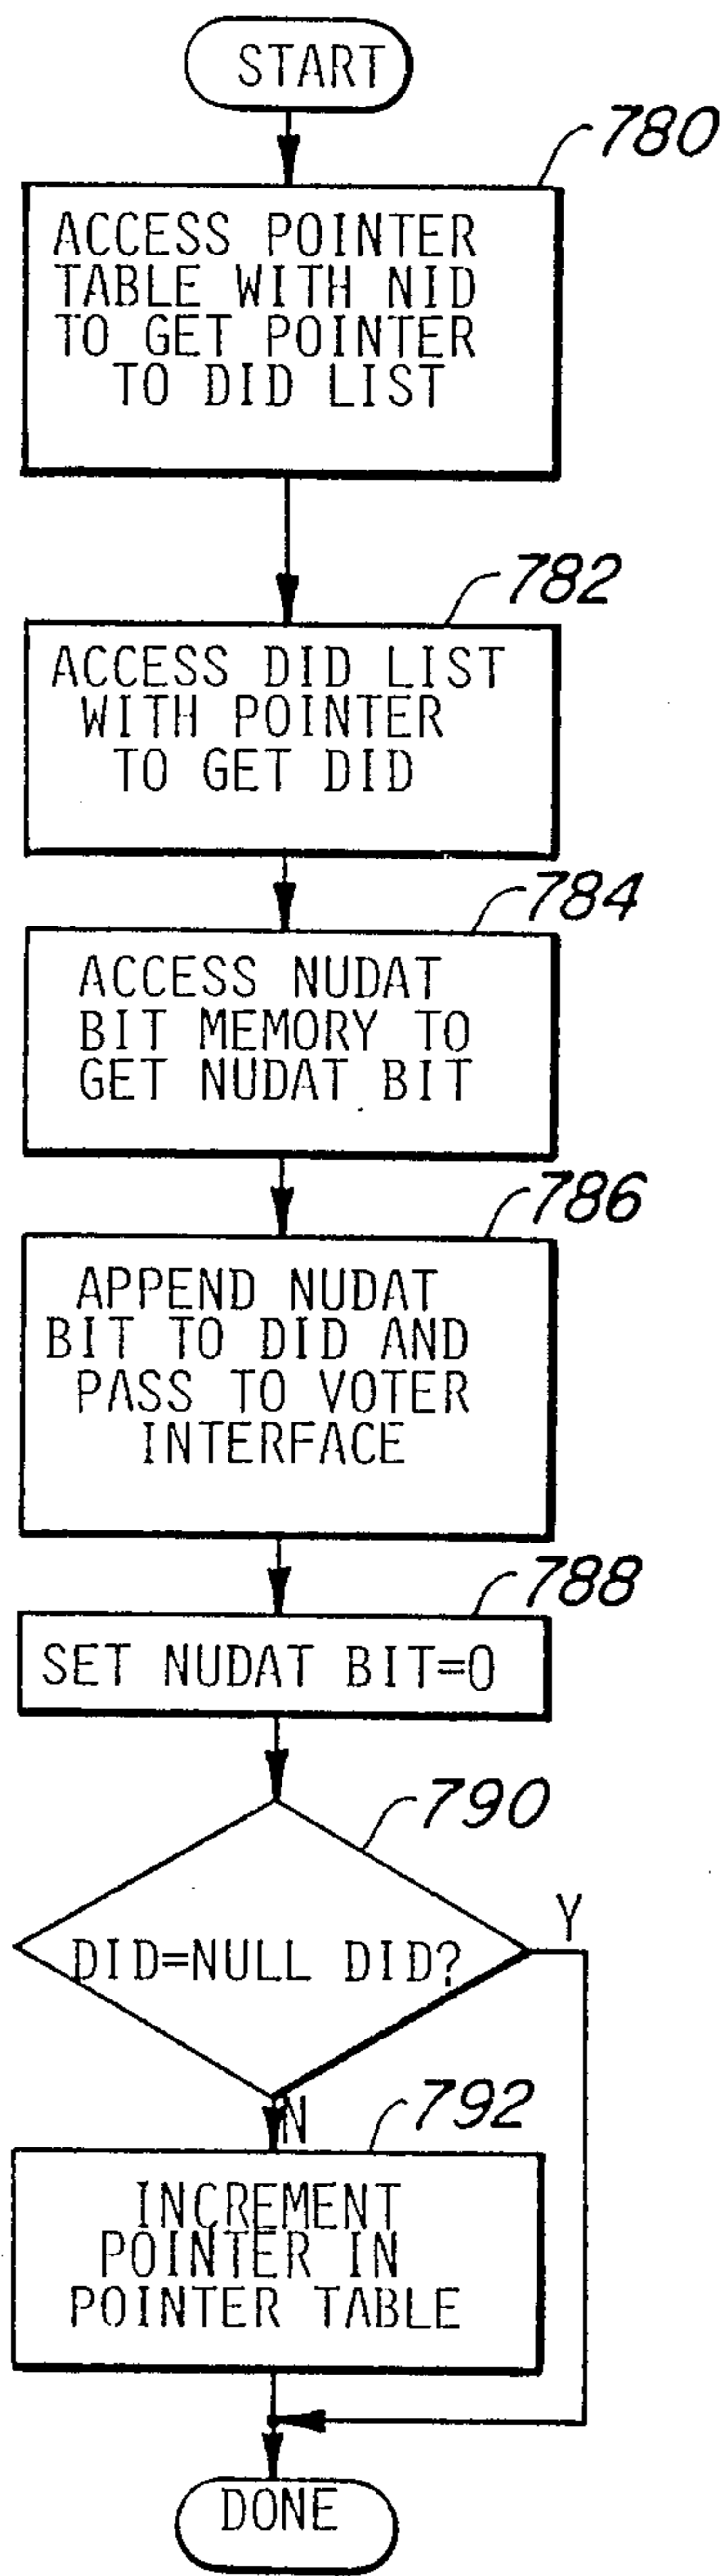 START
780
ACCESS POINTER
TABLE WITH NID
TO GET POINTER
TO DID LIST
782
ACCESS DID LIST
WITH POINTER
TO GET DID
784
ACCESS NUDAT
BIT MEMORY TO
GET NUDAT BIT
786
APPEND NUDAT
BIT TO DID AND
PASS TO VOTER
INTERFACE
788
SET NUDAT BIT=0
790
Y
DID=NULL DID?
N
792
INCREMENT
POINTER IN
POINTER TABLE
DONE